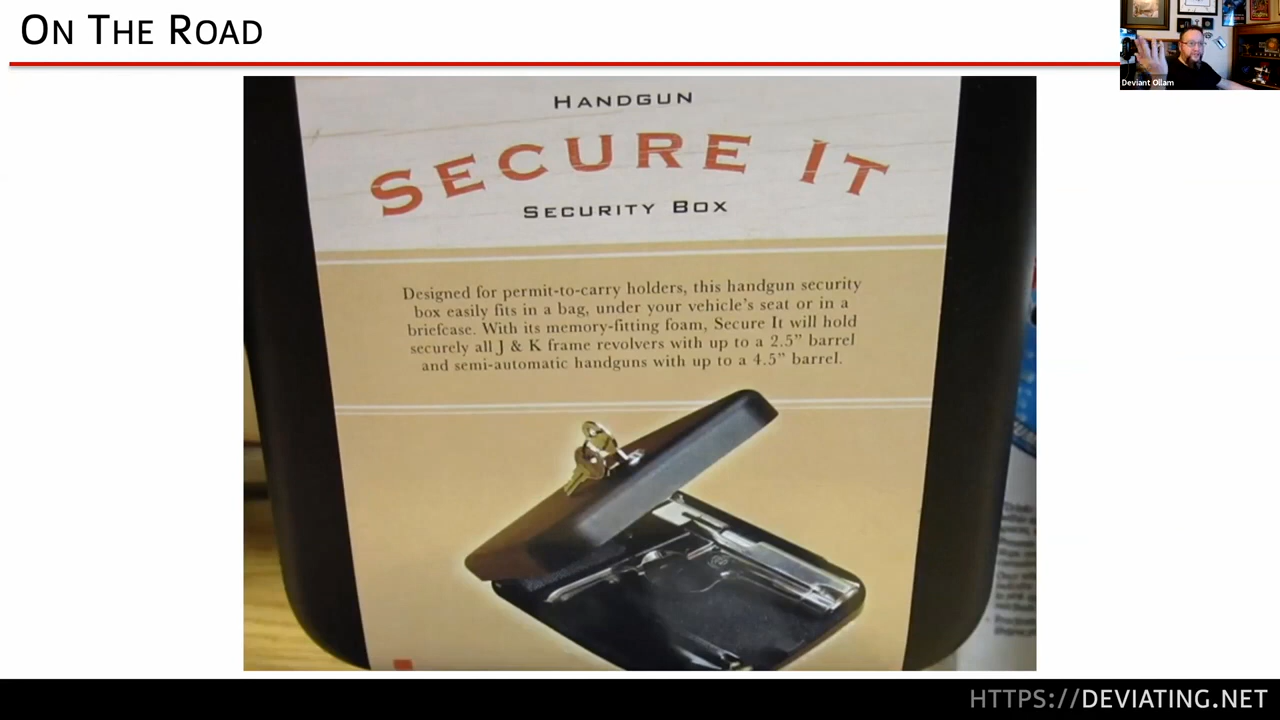 On The Road
Deviant Ollam
Handgun
Secure It
Security Box
Designed for permit-to-carry holders, this handgun security
box easily fits in a bag, under your vehicle's seat or in a
briefcase. With its memory-fitting foam, Secure It will hold
securely all J & K frame revolvers with up to a 2.5" barrel
and semi-automatic handguns with up to a 4.5" barrel.
HTTPS://DEVIATING.NET